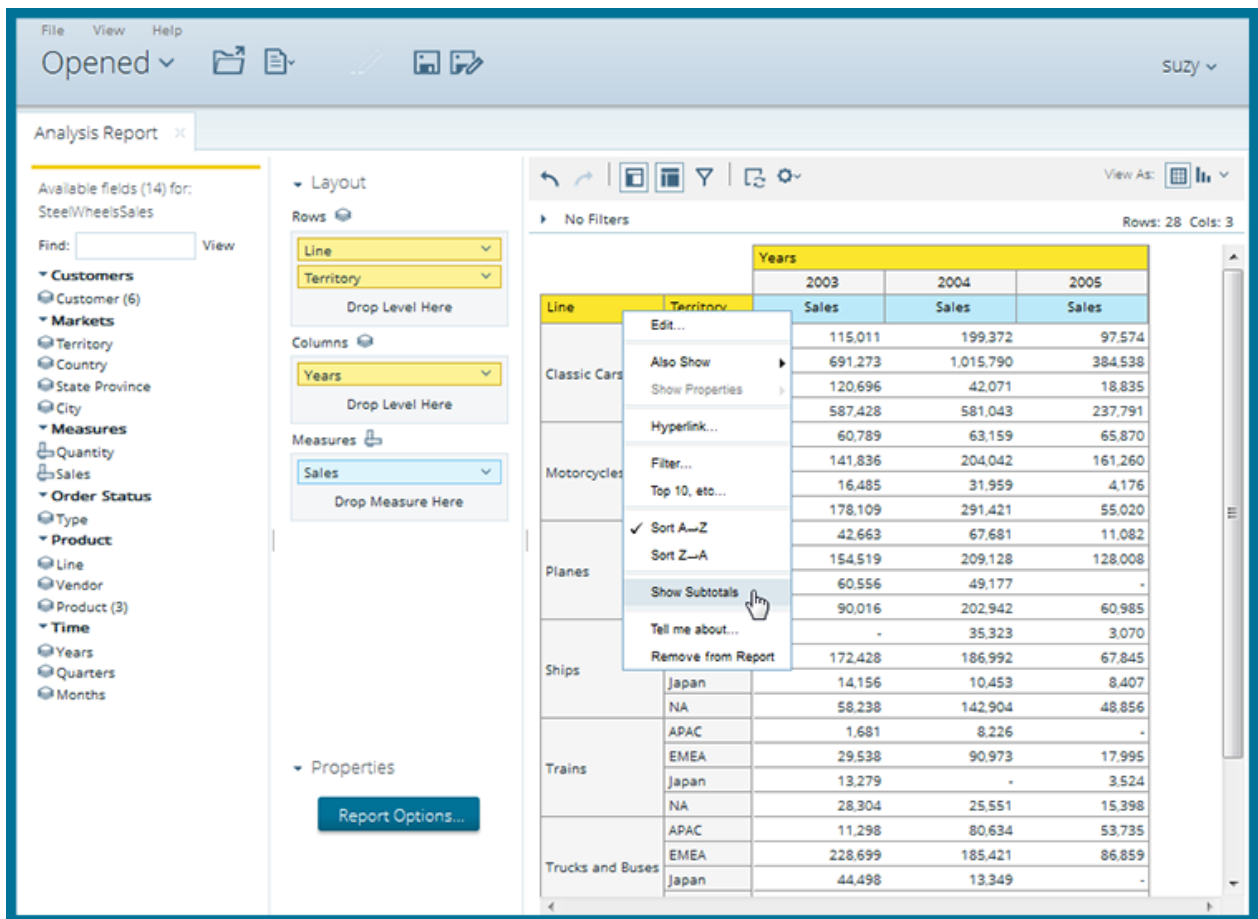 File View Help
Opened
suzy
Analysis Report ×
Available fields (14) for:
SteelWheelsSales
Find: View
Customers
Customer (6)
Markets
Territory
Country
State Province
City
Measures
Quantity
Sales
Order Status
Type
Product
Line
Vendor
Product (3)
Time
Years
Quarters
Months
Layout
Rows
Line
Territory
Drop Level Here
Columns
Years
Drop Level Here
Measures
Sales
Drop Measure Here
Properties
Report Options...
View As:
No Filters
Rows: 28 Cols: 3
Years
2003 2004 2005
Line Territory Sales Sales Sales
Classic Cars
115,011 199,372 97,574
691,273 1,015,790 384,538
120,696 42,071 18,835
587,428 581,043 237,791
Motorcycles
60,789 63,159 65,870
141,836 204,042 161,260
16,485 31,959 4,176
178,109 291,421 55,020
Planes
42,663 67,681 11,082
154,519 209,128 128,008
60,556 49,177 -
90,016 202,942 60,985
Ships
- 35,323 3,070
172,428 186,992 67,845
Japan 14,156 10,453 8,407
NA 58,238 142,904 48,856
Trains
APAC 1,681 8,226 -
EMEA 29,538 90,973 17,995
Japan 13,279 - 3,524
NA 28,304 25,551 15,398
Trucks and Buses
APAC 11,298 80,634 53,735
EMEA 228,699 185,421 86,859
Japan 44,498 13,349 -
Edit...
Also Show
Show Properties
Hyperlink...
Filter...
Top 10, etc...
✓ Sort A→Z
Sort Z→A
Show Subtotals
Tell me about...
Remove from Report